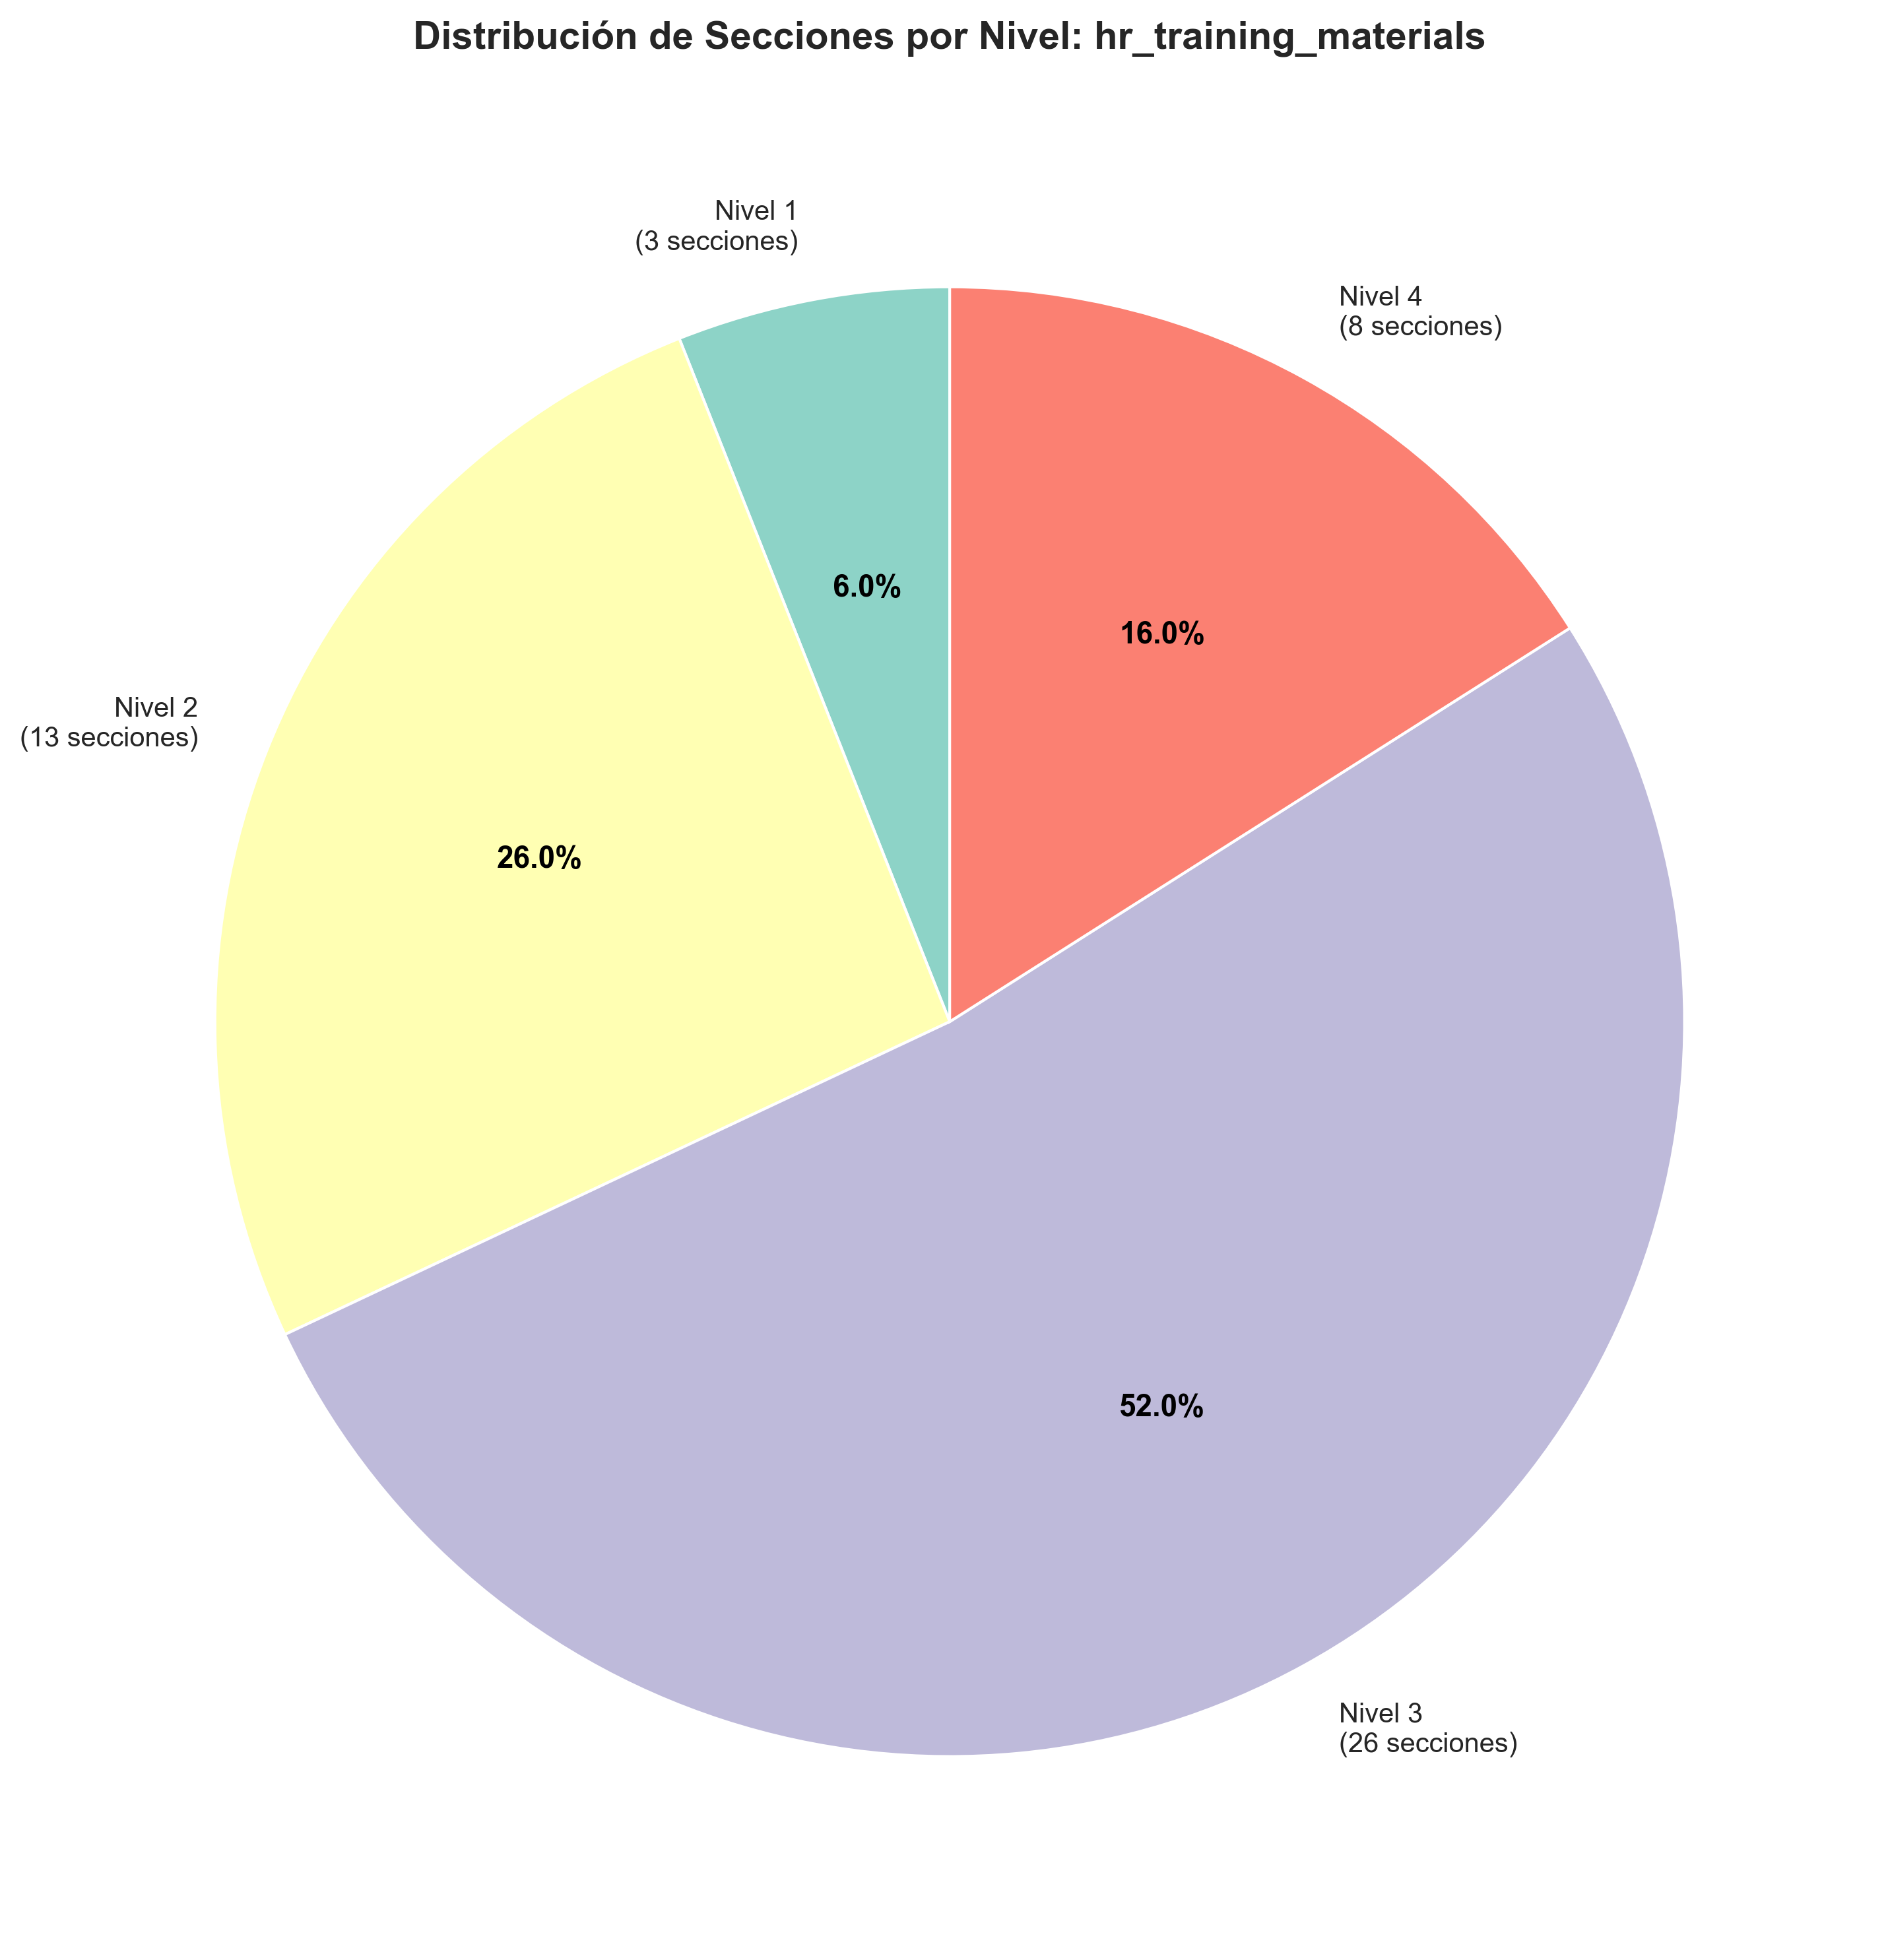 Distribución de Secciones por Nivel: hr_training_materials
Nivel 1
(3 secciones)
Nivel 4
(8 secciones)
6.0%
16.0%
Nivel 2
(13 secciones)
26.0%
52.0%
Nivel 3
(26 secciones)